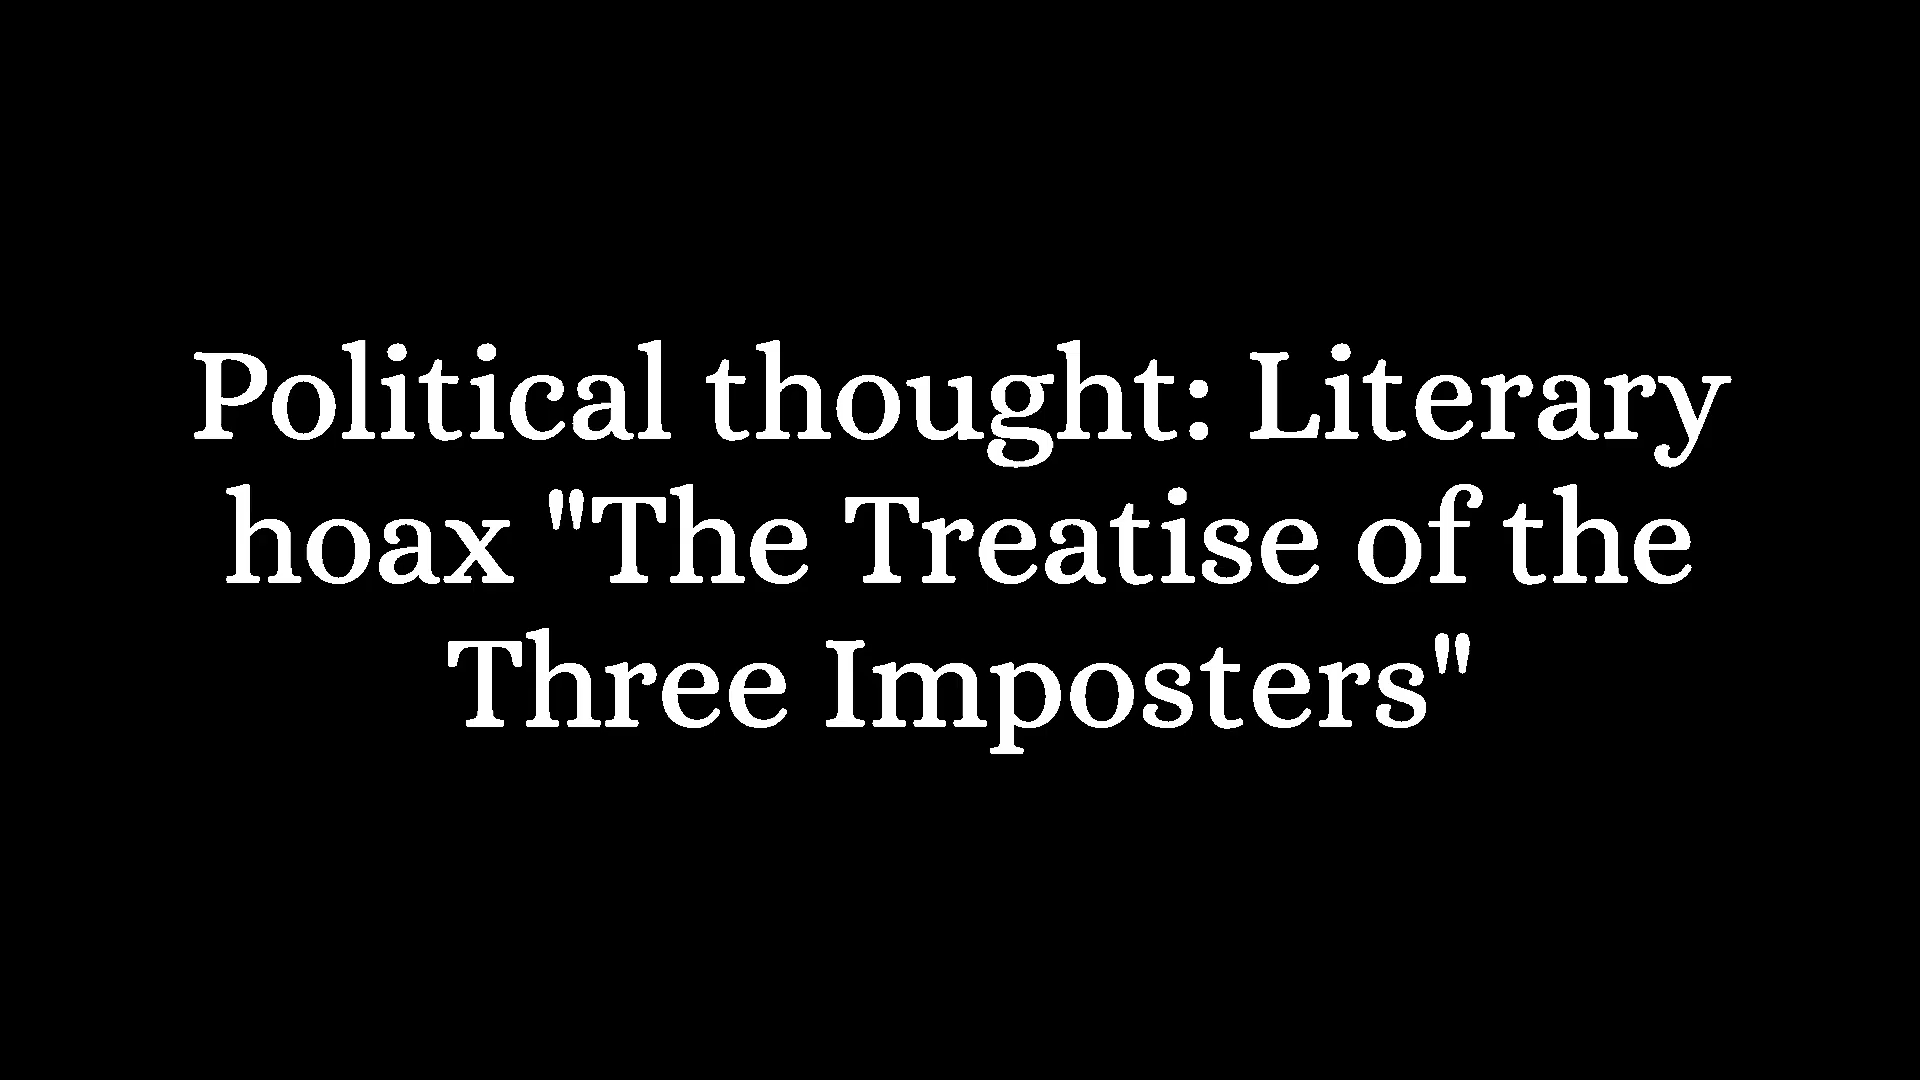 Political thought: Literary
hoax "The Treatise of the
Three Imposters"